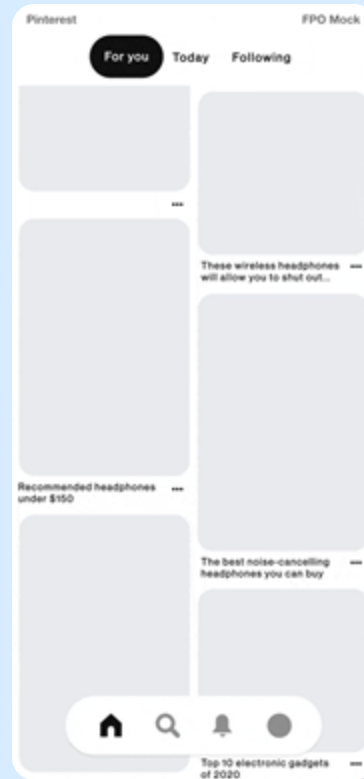 Pinterest
FPO Mock
For you
Today
Following
These wireless headphones
will allow you to shut out...
Recommended headphones
under $150
The best noise-cancelling
headphones you can buy
Top 10 electronic gadgets
of 2020